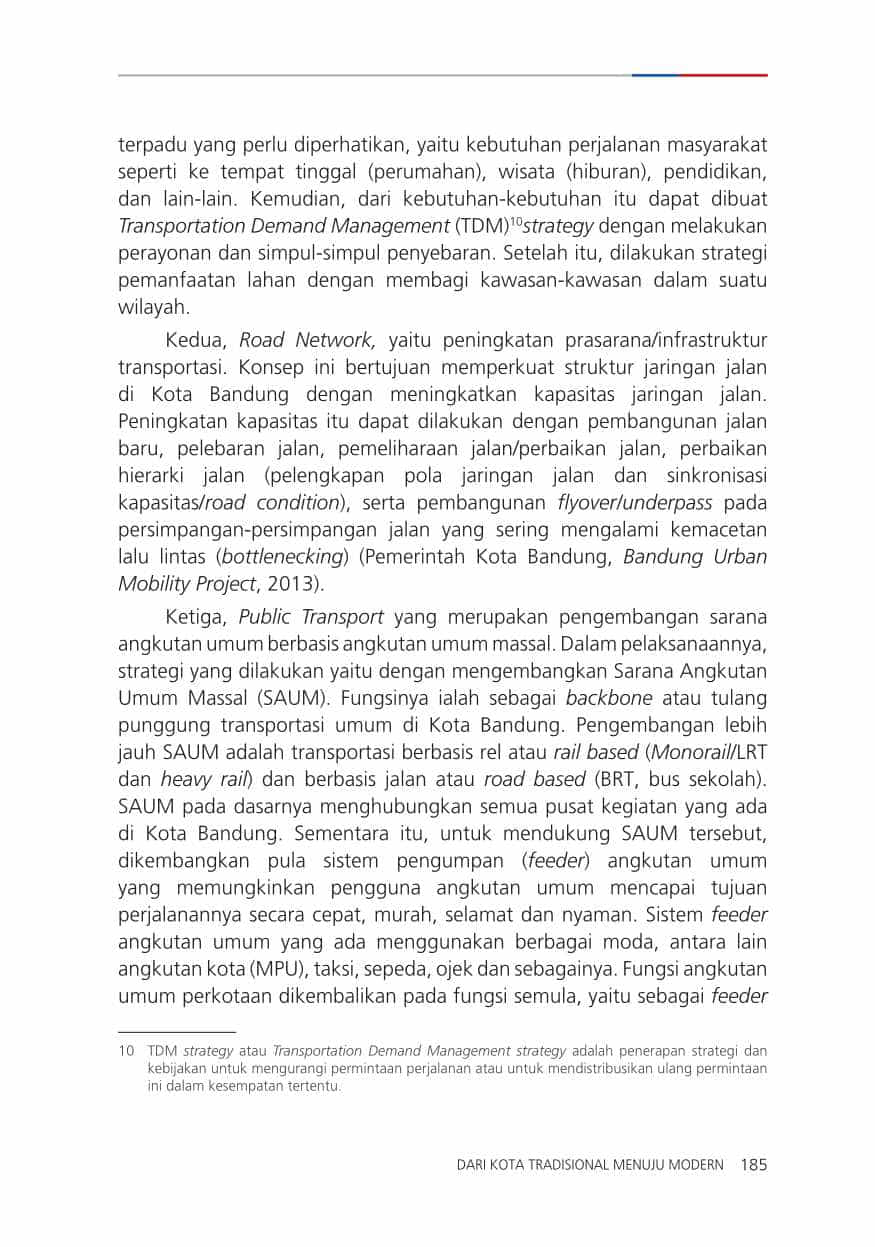 terpadu yang perlu diperhatikan, yaitu kebutuhan perjalanan masyarakat
seperti ke tempat tinggal (perumahan), wisata (hiburan), pendidikan,
dan lain-lain. Kemudian, dari kebutuhan-kebutuhan itu dapat dibuat
Transportation Demand Management (TDM)10strategy dengan melakukan
perayonan dan simpul-simpul penyebaran. Setelah itu, dilakukan strategi
pemanfaatan lahan dengan membagi kawasan-kawasan dalam suatu
wilayah.
Kedua, Road Network, yaitu peningkatan prasarana/infrastruktur
transportasi. Konsep ini bertujuan memperkuat struktur jaringan jalan
di Kota Bandung dengan meningkatkan kapasitas jaringan jalan.
Peningkatan kapasitas itu dapat dilakukan dengan pembangunan jalan
baru, pelebaran jalan, pemeliharaan jalan/perbaikan jalan, perbaikan
hierarki jalan (pelengkapan pola jaringan jalan dan sinkronisasi
kapasitas/road condition), serta pembangunan flyover/underpass pada
persimpangan-persimpangan jalan yang sering mengalami kemacetan
lalu lintas (bottlenecking) (Pemerintah Kota Bandung, Bandung Urban
Mobility Project, 2013).
Ketiga, Public Transport yang merupakan pengembangan sarana
angkutan umum berbasis angkutan umum massal. Dalam pelaksanaannya,
strategi yang dilakukan yaitu dengan mengembangkan Sarana Angkutan
Umum Massal (SAUM). Fungsinya ialah sebagai backbone atau tulang
punggung transportasi umum di Kota Bandung. Pengembangan lebih
jauh SAUM adalah transportasi berbasis rel atau rail based (Monorail/LRT
dan heavy rail) dan berbasis jalan atau road based (BRT, bus sekolah).
SAUM pada dasarnya menghubungkan semua pusat kegiatan yang ada
di Kota Bandung. Sementara itu, untuk mendukung SAUM tersebut,
dikembangkan pula sistem pengumpan (feeder) angkutan umum
yang memungkinkan pengguna angkutan umum mencapai tujuan
perjalanannya secara cepat, murah, selamat dan nyaman. Sistem feeder
angkutan umum yang ada menggunakan berbagai moda, antara lain
angkutan kota (MPU), taksi, sepeda, ojek dan sebagainya. Fungsi angkutan
umum perkotaan dikembalikan pada fungsi semula, yaitu sebagai feeder
10 TDM strategy atau Transportation Demand Management strategy adalah penerapan strategi dan
kebijakan untuk mengurangi permintaan perjalanan atau untuk mendistribusikan ulang permintaan
ini dalam kesempatan tertentu.
DARI KOTA TRADISIONAL MENUJU MODERN 185